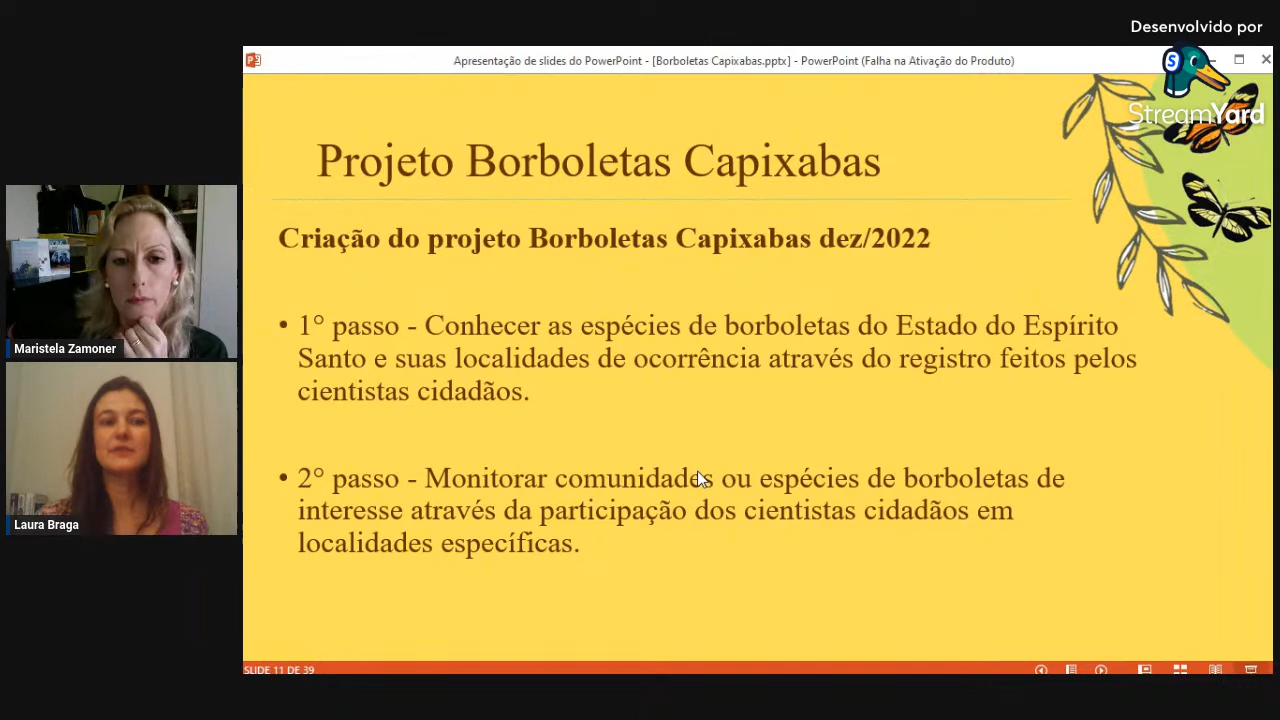 Desenvolvido por
StreamYard
Apresentação de slides do PowerPoint - [Borboletas Capixabas.pptx] - PowerPoint (Falha na Ativação do Produto)
Projeto Borboletas Capixabas
Criação do projeto Borboletas Capixabas dez/2022
• 1° passo - Conhecer as espécies de borboletas do Estado do Espírito
Santo e suas localidades de ocorrência através do registro feitos pelos
cientistas cidadãos.
• 2° passo - Monitorar comunidades ou espécies de borboletas de
interesse através da participação dos cientistas cidadãos em
localidades específicas.
Maristela Zamoner
Laura Braga
SLIDE 11 DE 39